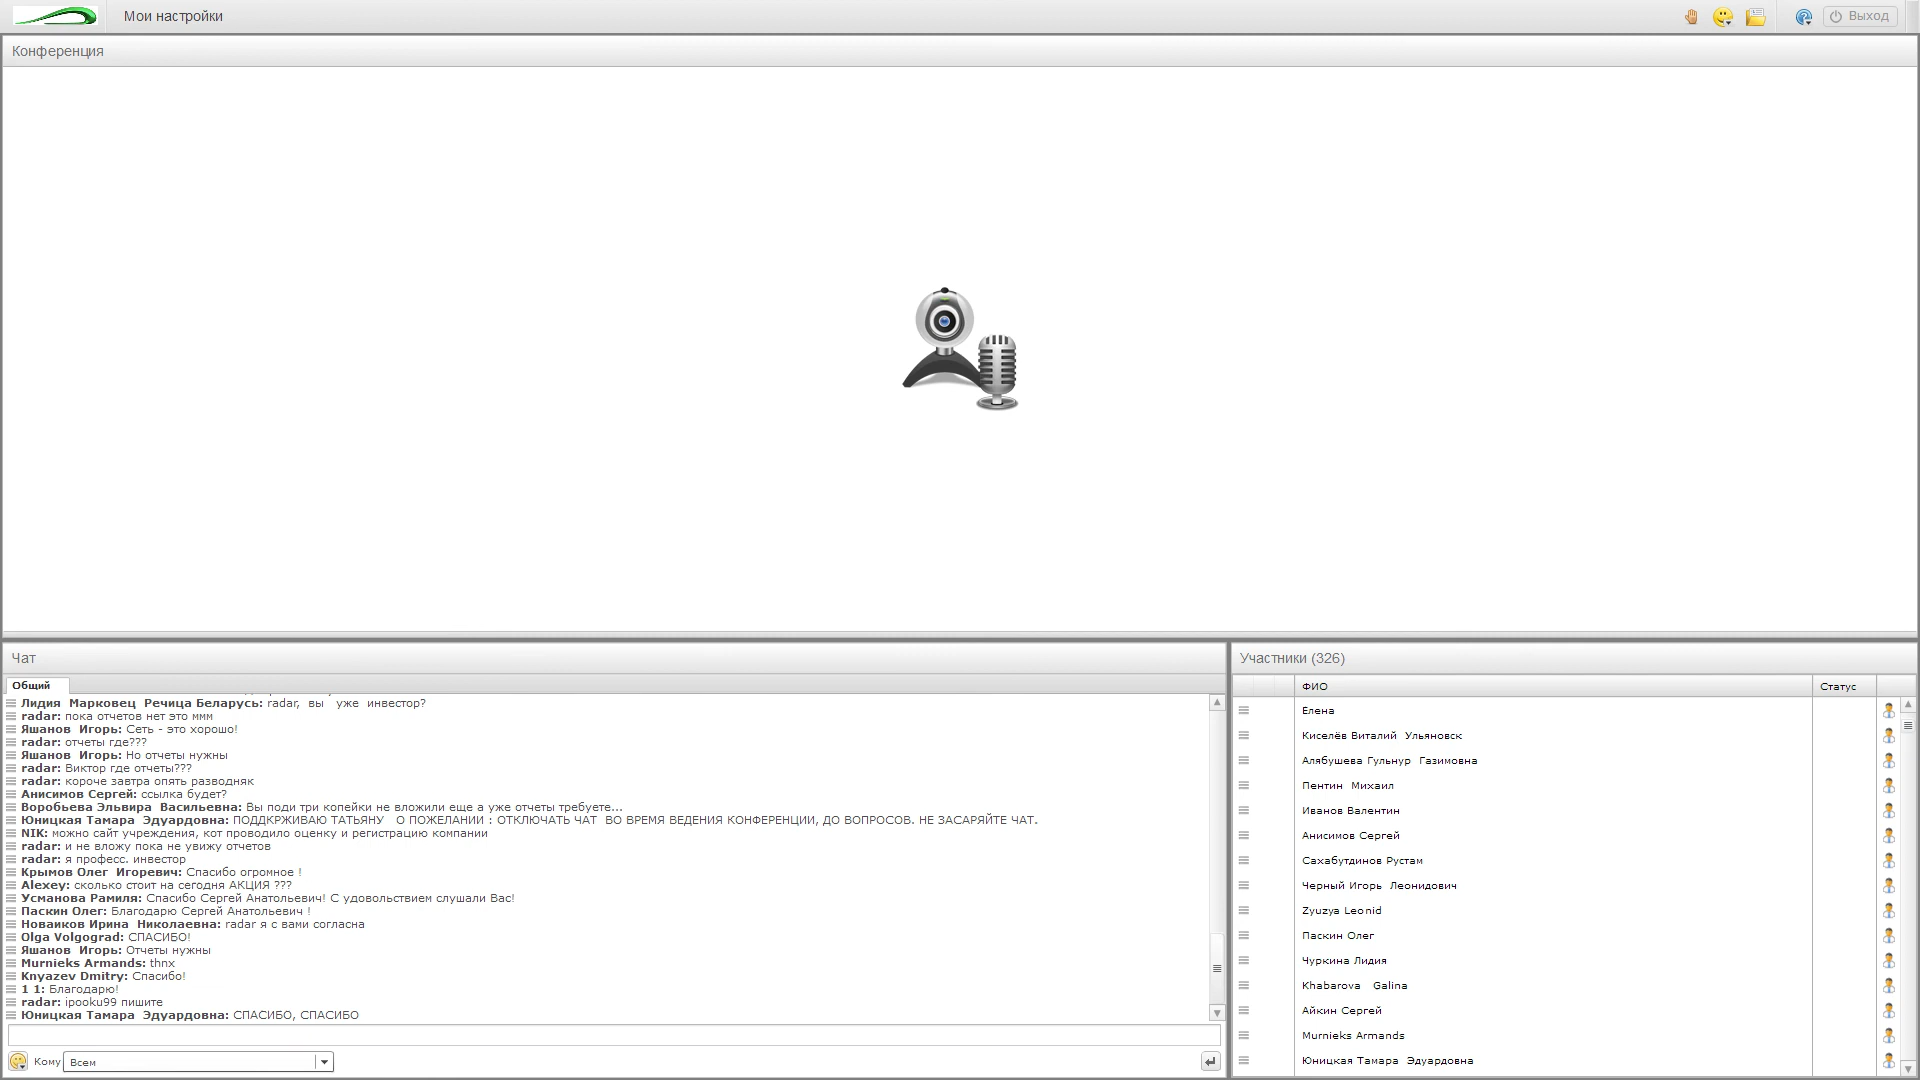 Мои настройки
Выход
Конференция
Чат
Общий
Лидия Марковец Речица Беларусь: radar, вы уже инвестор?
radar: пока отчетов нет это ммм
Яшанов Игорь: Сеть - это хорошо!
radar: отчеты где???
Яшанов Игорь: Но отчеты нужны
radar: Виктор где отчеты???
radar: короче завтра опять разводняк
Анисимов Сергей: ссылка будет?
Воробьева Эльвира Васильевна: Вы поди три копейки не вложили еще а уже отчеты требуете...
Юницкая Тамара Эдуардовна: ПОДДКРЖИВАЮ ТАТЬЯНУ О ПОЖЕЛАНИИ : ОТКЛЮЧАТЬ ЧАТ ВО ВРЕМЯ ВЕДЕНИЯ КОНФЕРЕНЦИИ, ДО ВОПРОСОВ. НЕ ЗАСАРЯЙТЕ ЧАТ.
NIK: можно сайт учреждения, кот проводило оценку и регистрацию компании
radar: и не вложу пока не увижу отчетов
radar: я професс. инвестор
Крымов Олег Игоревич: Спасибо огромное !
Alexey: сколько стоит на сегодня АКЦИЯ ???
Усманова Рамиля: Спасибо Сергей Анатольевич! С удовольствием слушали Вас!
Паскин Олег: Благодарю Сергей Анатольевич !
Новаиков Ирина Николаевна: radar я с вами согласна
Olga Volgograd: СПАСИБО!
Яшанов Игорь: Отчеты нужны
Murnieks Armands: thnx
Knyazev Dmitry: Спасибо!
1 1: Благодарю!
radar: ipooku99 пишите
Юницкая Тамара Эдуардовна: СПАСИБО, СПАСИБО
Кому Всем
Участники (326)
ФИО Статус
Елена
Киселёв Виталий Ульяновск
Алябушева Гульнур Газимовна
Пентин Михаил
Иванов Валентин
Анисимов Сергей
Сахабутдинов Рустам
Черный Игорь Леонидович
Zyuzya Leonid
Паскин Олег
Чуркина Лидия
Khabarova Galina
Айкин Сергей
Murnieks Armands
Юницкая Тамара Эдуардовна